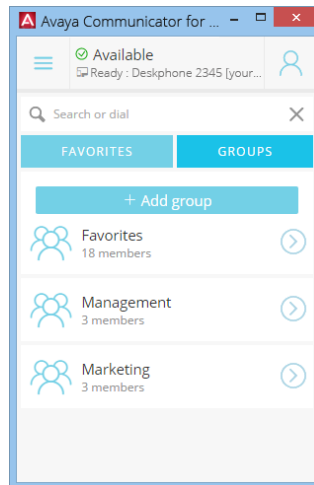 Avaya Communicator for ...
Available
Ready : Deskphone 2345 [your...
Search or dial
FAVORITES GROUPS
+ Add group
Favorites
18 members
Management
3 members
Marketing
3 members